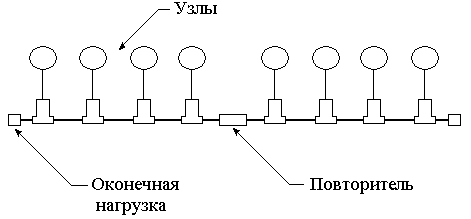 Узлы
Оконечная
нагрузка
Повторитель